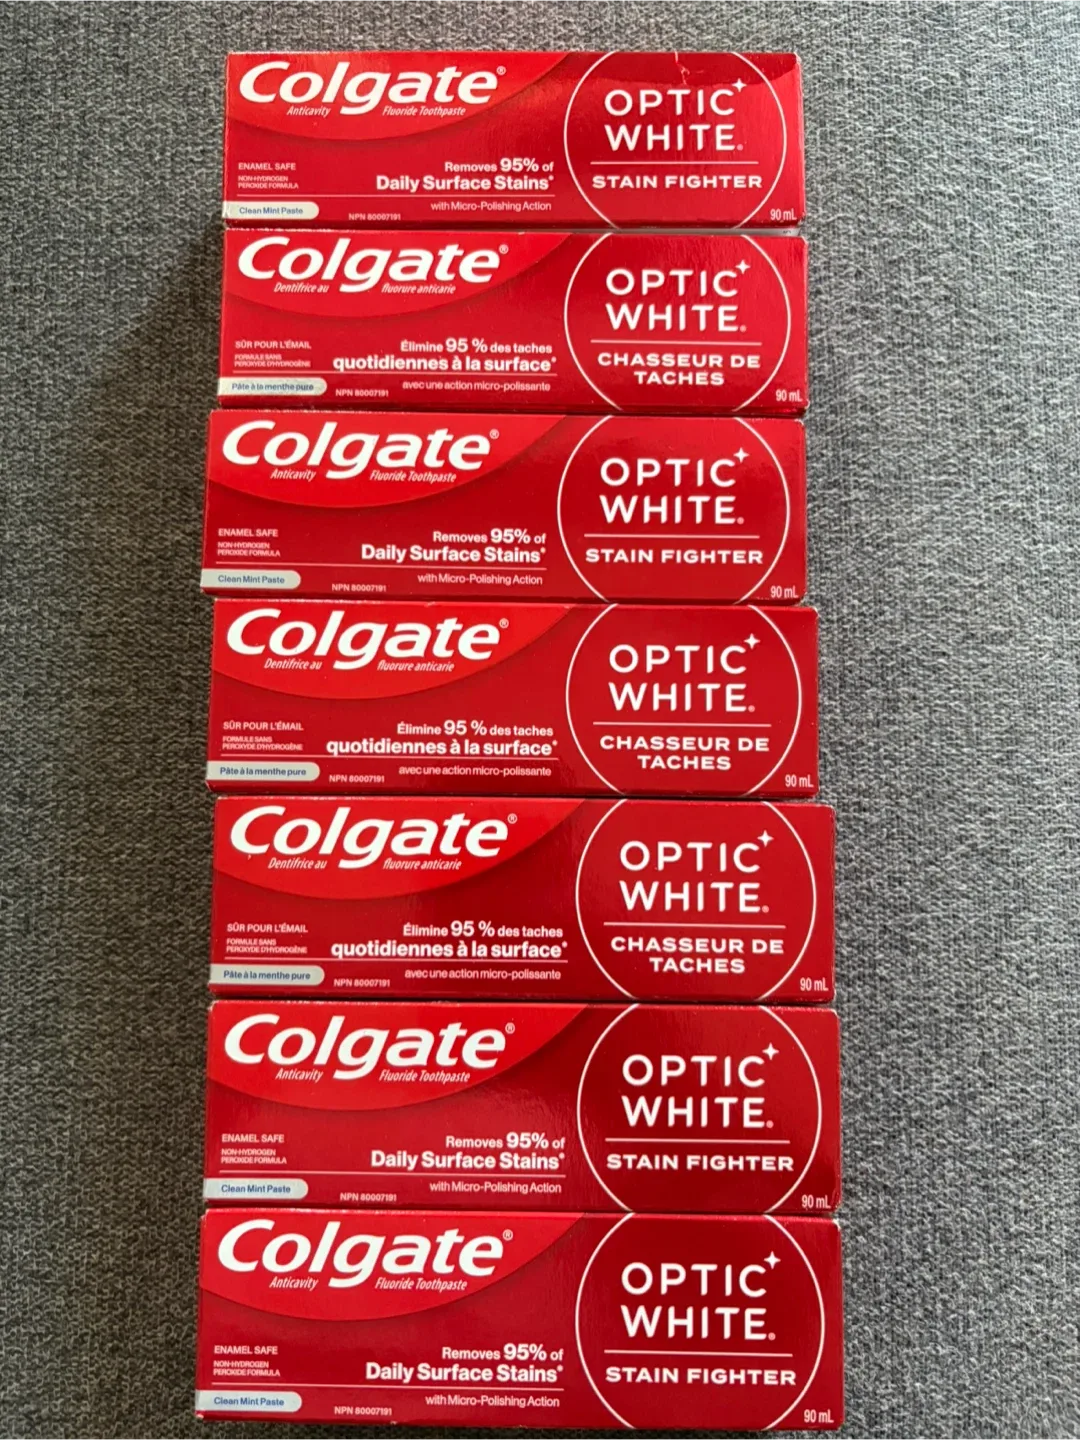 Colgate®
Anticavity Fluoride Toothpaste
OPTIC
WHITE®
STAIN FIGHTER
ENAMEL SAFE
NON-HYDROGEN
PEROXIDE FORMULA
Removes 95% of
Daily Surface Stains*
with Micro-Polishing Action
Clean Mint Paste
NPN 80007191
90 mL
Colgate®
Dentifrice au fluorure anticarie
OPTIC
WHITE®
CHASSEUR DE
TACHES
SÛR POUR L'ÉMAIL
FORMULE SANS
PEROXYDE D'HYDROGÈNE
Élimine 95 % des taches
quotidiennes à la surface*
avec une action micro-polissante
Pâte à la menthe pure
NPN 80007191
90 mL
Colgate®
Anticavity Fluoride Toothpaste
OPTIC
WHITE®
STAIN FIGHTER
ENAMEL SAFE
NON-HYDROGEN
PEROXIDE FORMULA
Removes 95% of
Daily Surface Stains*
with Micro-Polishing Action
Clean Mint Paste
NPN 80007191
90 mL
Colgate®
Dentifrice au fluorure anticarie
OPTIC
WHITE®
CHASSEUR DE
TACHES
SÛR POUR L'ÉMAIL
FORMULE SANS
PEROXYDE D'HYDROGÈNE
Élimine 95 % des taches
quotidiennes à la surface*
avec une action micro-polissante
Pâte à la menthe pure
NPN 80007191
90 mL
Colgate®
Dentifrice au fluorure anticarie
OPTIC
WHITE®
CHASSEUR DE
TACHES
SÛR POUR L'ÉMAIL
FORMULE SANS
PEROXYDE D'HYDROGÈNE
Élimine 95 % des taches
quotidiennes à la surface*
avec une action micro-polissante
Pâte à la menthe pure
NPN 80007191
90 mL
Colgate®
Anticavity Fluoride Toothpaste
OPTIC
WHITE®
STAIN FIGHTER
ENAMEL SAFE
NON-HYDROGEN
PEROXIDE FORMULA
Removes 95% of
Daily Surface Stains*
with Micro-Polishing Action
Clean Mint Paste
NPN 80007191
90 mL
Colgate®
Anticavity Fluoride Toothpaste
OPTIC
WHITE®
STAIN FIGHTER
ENAMEL SAFE
NON-HYDROGEN
PEROXIDE FORMULA
Removes 95% of
Daily Surface Stains*
with Micro-Polishing Action
Clean Mint Paste
NPN 80007191
90 mL